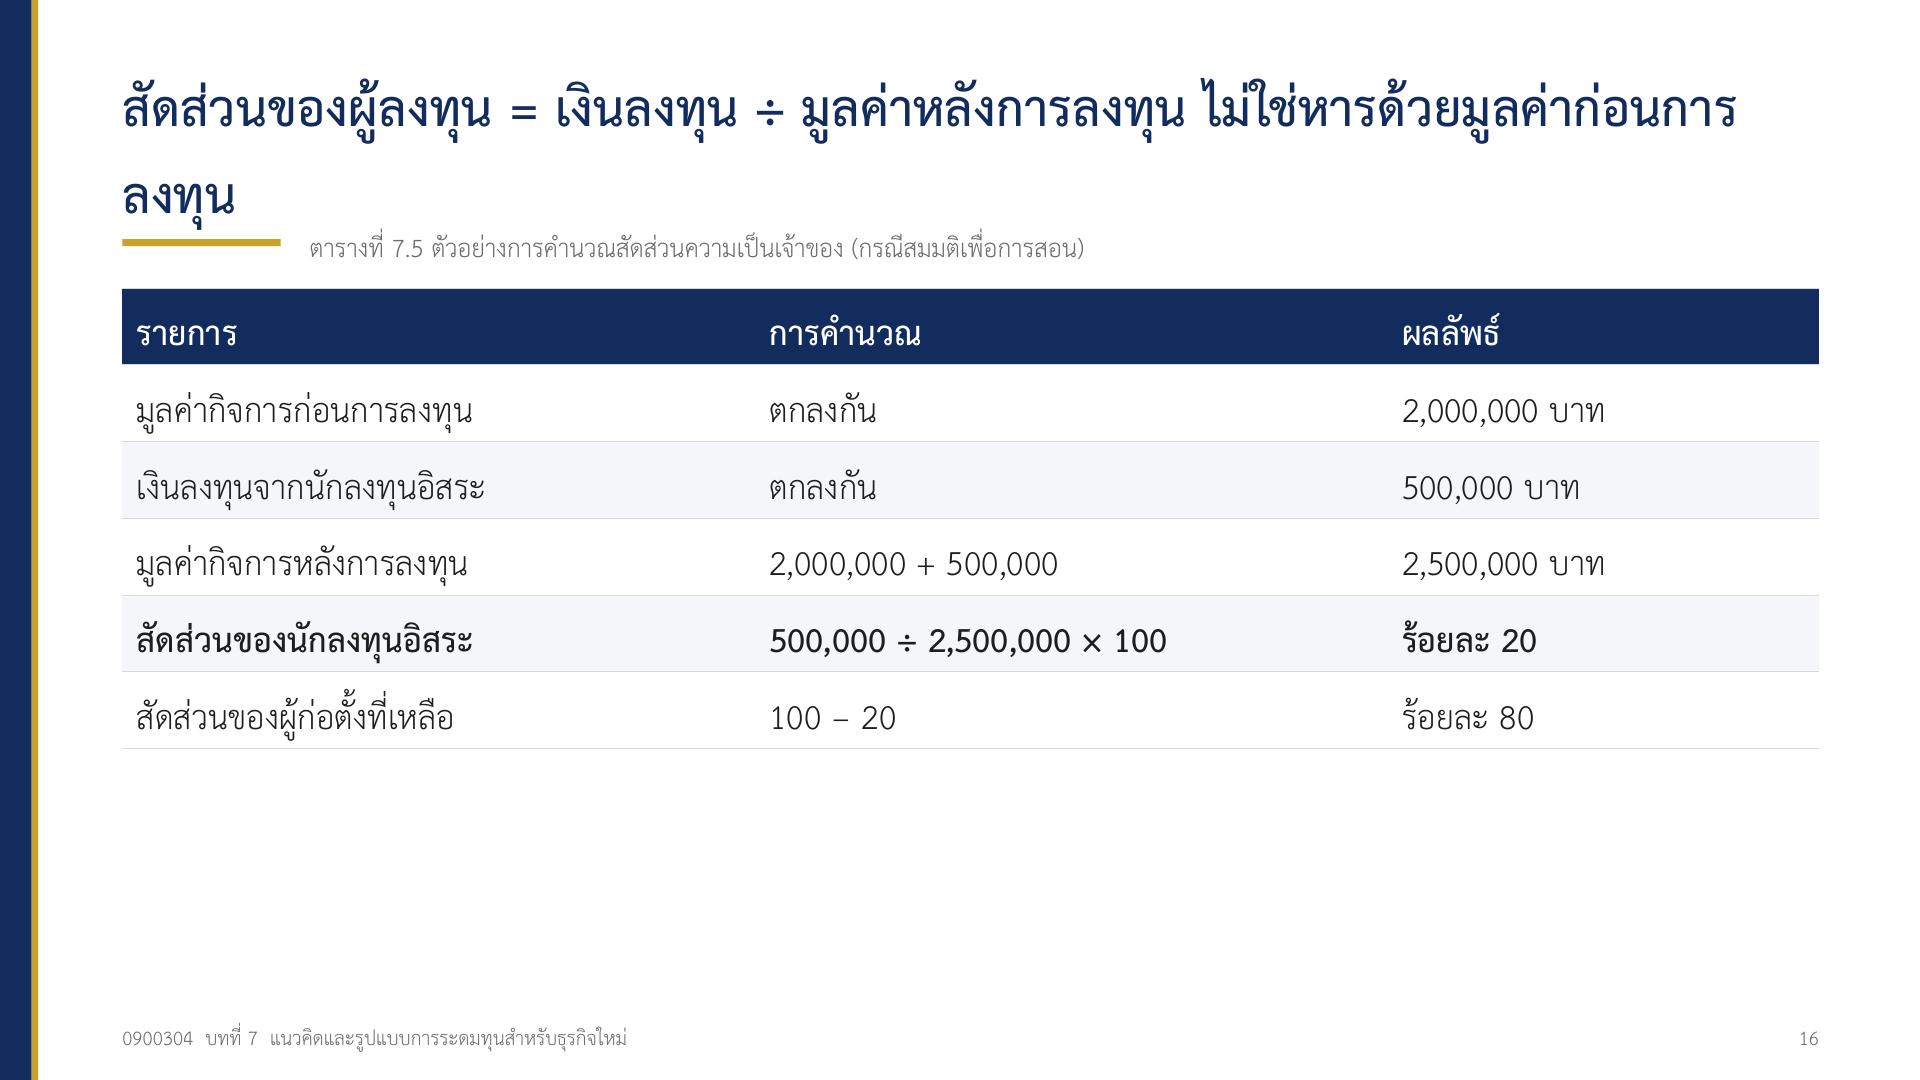 สัดส่วนของผู้ลงทุน = เงินลงทุน ÷ มูลค่าหลังการลงทุน ไม่ใช่หารด้วยมูลค่าก่อนการ
ลงทุน
ตารางที่ 7.5 ตัวอย่างการคำนวณสัดส่วนความเป็นเจ้าของ (กรณีสมมติเพื่อการสอน)
รายการ การคำนวณ ผลลัพธ์
มูลค่ากิจการก่อนการลงทุน ตกลงกัน 2,000,000 บาท
เงินลงทุนจากนักลงทุนอิสระ ตกลงกัน 500,000 บาท
มูลค่ากิจการหลังการลงทุน 2,000,000 + 500,000 2,500,000 บาท
สัดส่วนของนักลงทุนอิสระ 500,000 ÷ 2,500,000 × 100 ร้อยละ 20
สัดส่วนของผู้ก่อตั้งที่เหลือ 100 – 20 ร้อยละ 80
0900304 บทที่ 7 แนวคิดและรูปแบบการระดมทุนสำหรับธุรกิจใหม่ 16